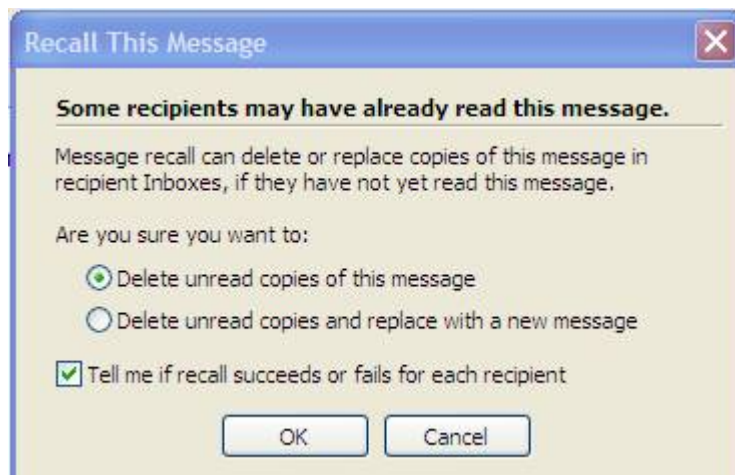 Recall This Message
Some recipients may have already read this message.
Message recall can delete or replace copies of this message in
recipient Inboxes, if they have not yet read this message.
Are you sure you want to:
Delete unread copies of this message
Delete unread copies and replace with a new message
Tell me if recall succeeds or fails for each recipient
OK Cancel